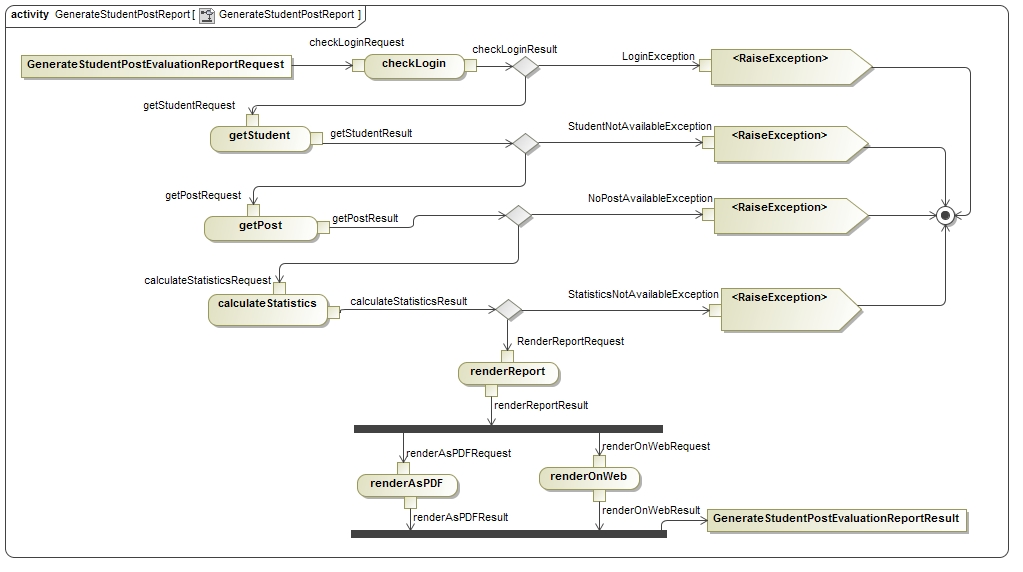 activity GenerateStudentPostReport [ GenerateStudentPostReport ]
checkLoginRequest
checkLoginResult
GenerateStudentPostEvaluationReportRequest
checkLogin
LoginException
<RaiseException>
getStudentRequest
getStudent
getStudentResult
StudentNotAvailableException
<RaiseException>
getPostRequest
getPost
getPostResult
NoPostAvailableException
<RaiseException>
calculateStatisticsRequest
calculateStatistics
calculateStatisticsResult
StatisticsNotAvailableException
<RaiseException>
RenderReportRequest
renderReport
renderReportResult
renderAsPDFRequest
renderOnWebRequest
renderAsPDF
renderOnWeb
renderAsPDFResult
renderOnWebResult
GenerateStudentPostEvaluationReportResult